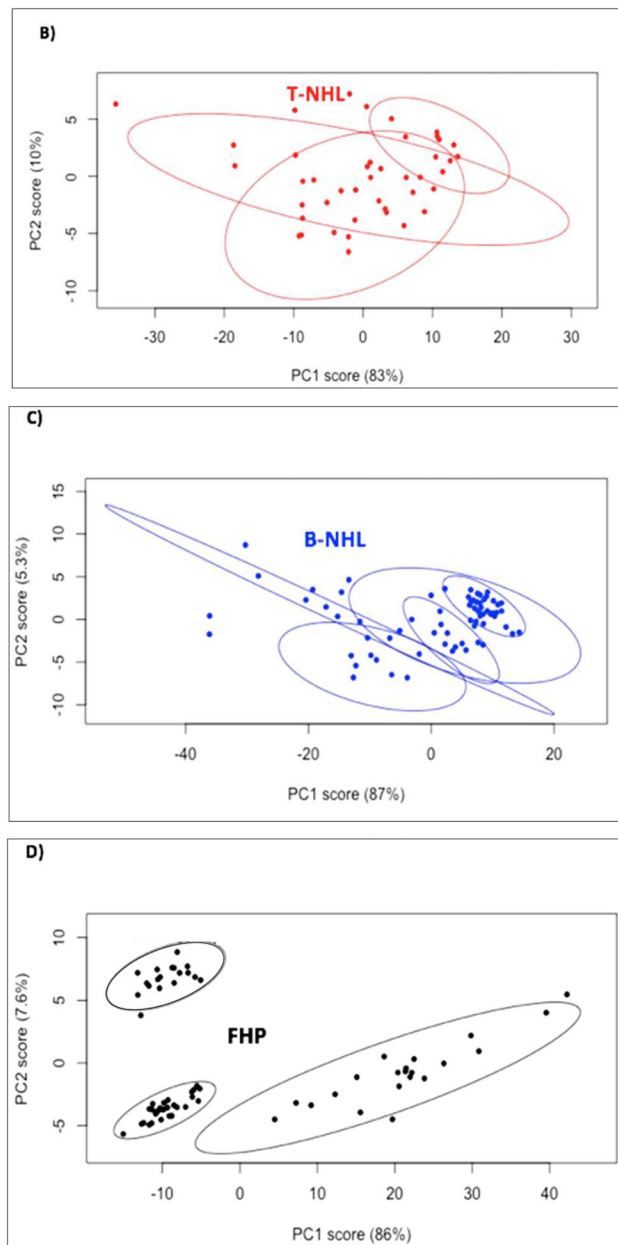 B)
T-NHL
5
0
-5
-10
PC2 score (10%)
-30 -20 -10 0 10 20 30
PC1 score (83%)
C)
B-NHL
15
10
5
0
-5
-10
PC2 score (5.3%)
-40 -20 0 20
PC1 score (87%)
D)
FHP
10
5
0
-5
PC2 score (7.6%)
-10 0 10 20 30 40
PC1 score (86%)